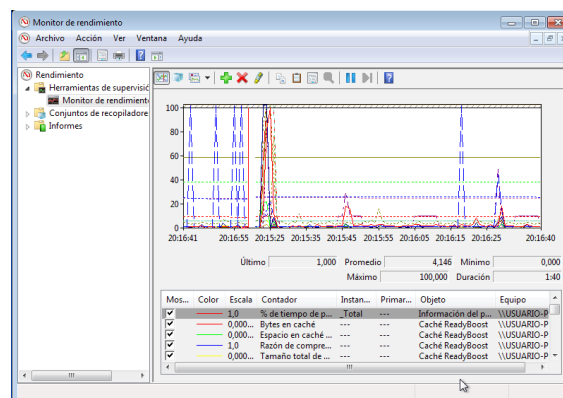 Monitor de rendimiento
Archivo Acción Ver Ventana Ayuda
Rendimiento
Herramientas de supervisió
Monitor de rendimient
Conjuntos de recopiladore
Informes
100
80
60
40
20
0
20:16:41 20:16:55 20:15:25 20:15:35 20:15:45 20:15:55 20:16:05 20:16:15 20:16:25 20:16:40
Último 1,000 Promedio 4,146 Mínimo 0,000
Máximo 100,000 Duración 1:40
Mos... Color Escala Contador Instan... Primar... Objeto Equipo
1,0 % de tiempo de p... _Total --- Información del p... \\USUARIO-P
0,000... Bytes en caché --- --- Caché ReadyBoost \\USUARIO-P
0,000... Espacio en caché ... --- --- Caché ReadyBoost \\USUARIO-P
1,0 Razón de compre... --- --- Caché ReadyBoost \\USUARIO-P
0,000... Tamaño total de ... --- --- Caché ReadyBoost \\USUARIO-P